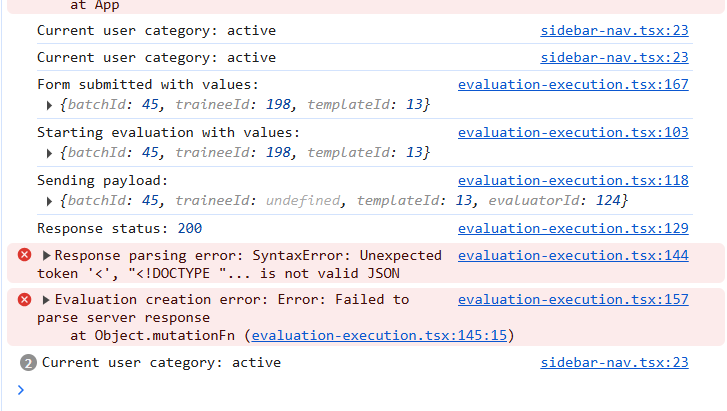 at App
Current user category: active sidebar-nav.tsx:23
Current user category: active sidebar-nav.tsx:23
Form submitted with values: evaluation-execution.tsx:167
{batchId: 45, traineeId: 198, templateId: 13}
Starting evaluation with values: evaluation-execution.tsx:103
{batchId: 45, traineeId: 198, templateId: 13}
Sending payload: evaluation-execution.tsx:118
{batchId: 45, traineeId: undefined, templateId: 13, evaluatorId: 124}
Response status: 200 evaluation-execution.tsx:129
Response parsing error: SyntaxError: Unexpected evaluation-execution.tsx:144
token '<', "<!DOCTYPE "... is not valid JSON
Evaluation creation error: Error: Failed to evaluation-execution.tsx:157
parse server response
at Object.mutationFn (evaluation-execution.tsx:145:15)
2 Current user category: active sidebar-nav.tsx:23